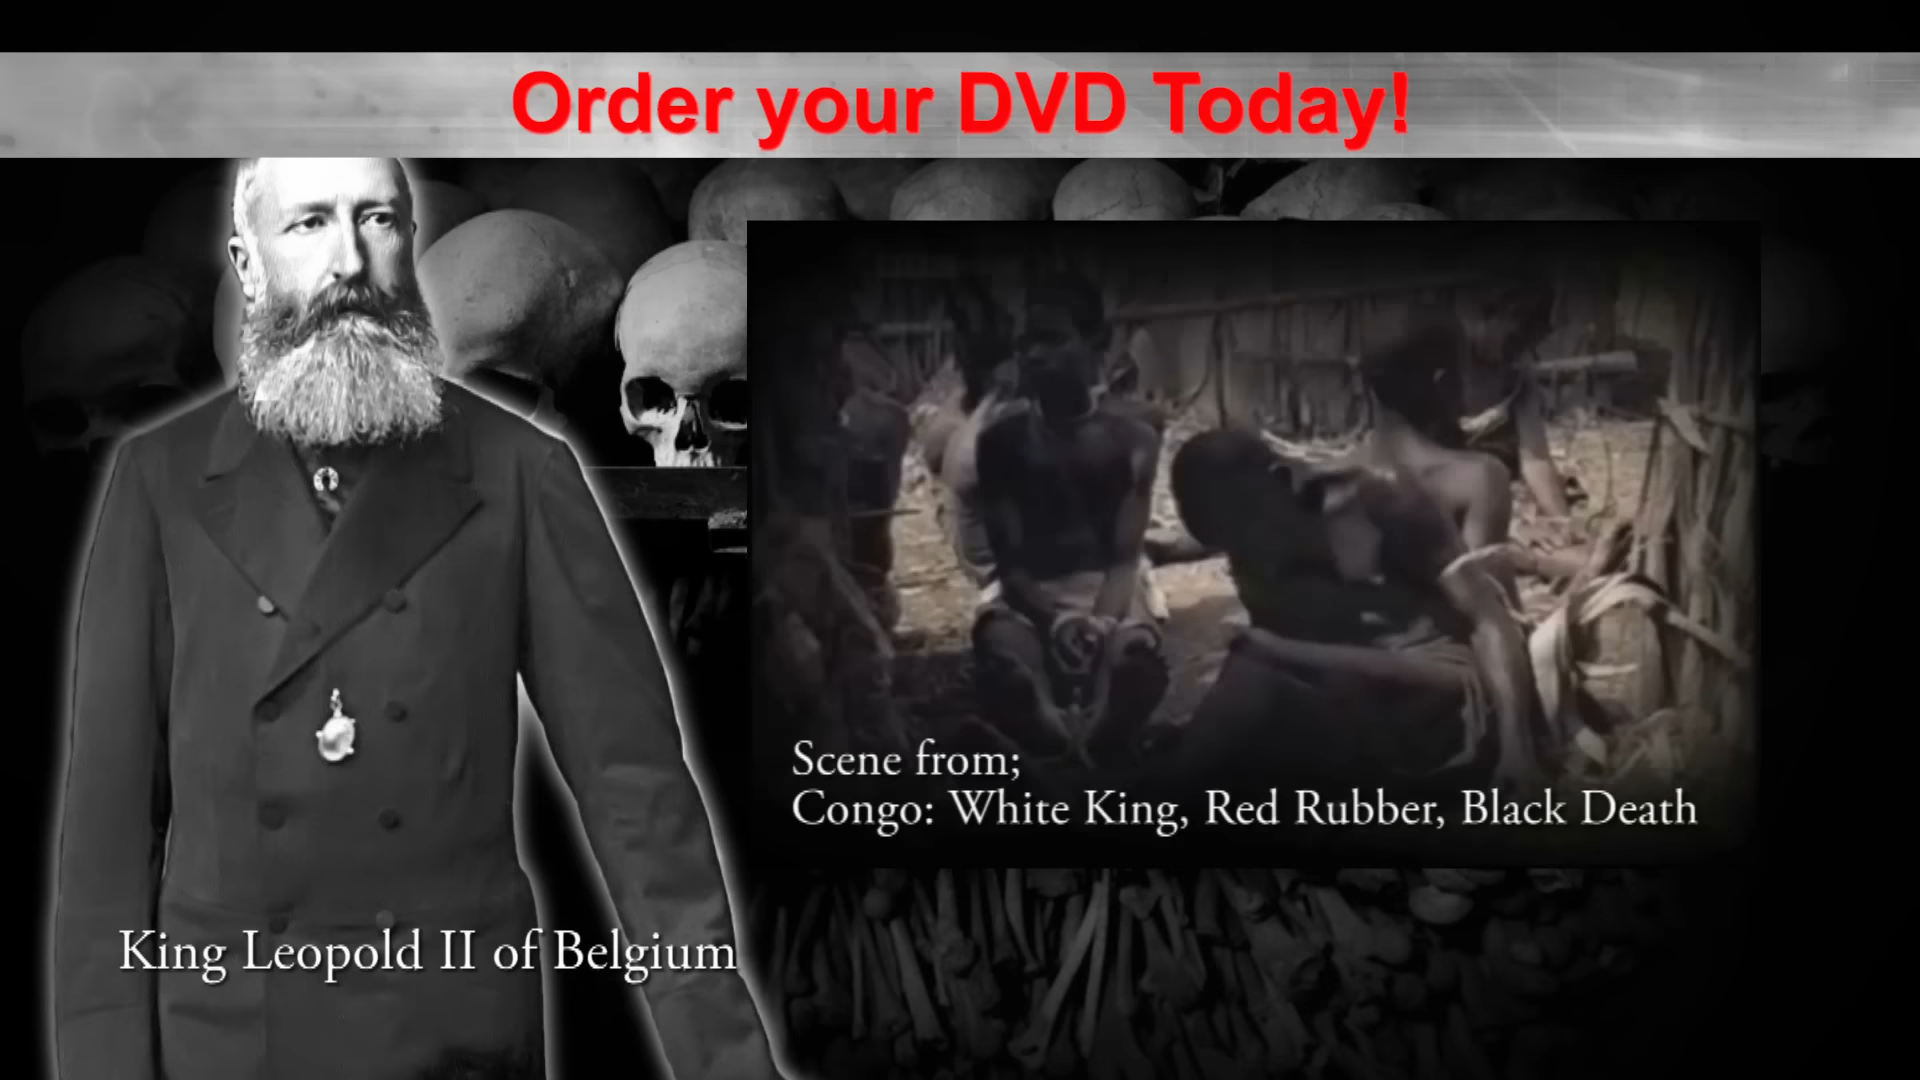 Order your DVD Today!
Scene from;
Congo: White King, Red Rubber, Black Death
King Leopold II of Belgium